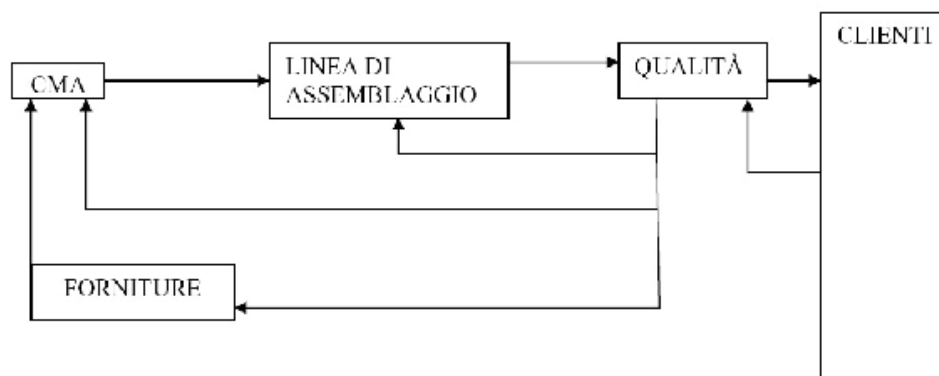 CMA
LINEA DI
ASSEMBLAGGIO
QUALITÀ
CLIENTI
FORNITURE